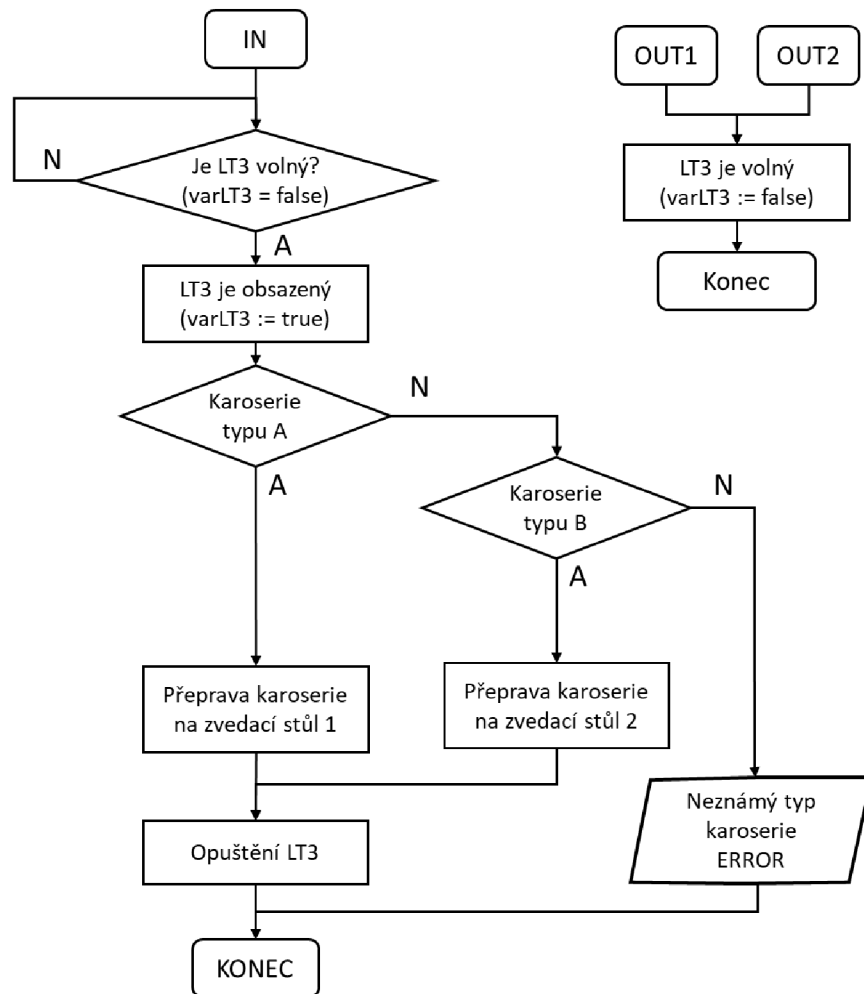 IN
N
Je LT3 volný?
(varLT3 = false)
A
LT3 je obsazený
(varLT3 := true)
Karoserie
typu A
N
A
Karoserie
typu B
N
A
Přeprava karoserie
na zvedací stůl 1
Přeprava karoserie
na zvedací stůl 2
Opuštění LT3
Neznámý typ
karoserie
ERROR
KONEC
OUT1
OUT2
LT3 je volný
(varLT3 := false)
Konec